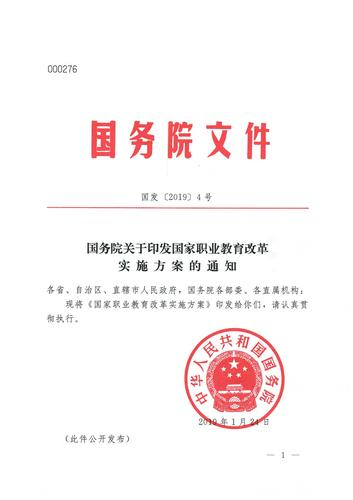 000276
国务院文件
国发〔2019〕4号
国务院关于印发国家职业教育改革
实施方案的通知
各省、自治区、直辖市人民政府，国务院各部委、各直属机构：
现将《国家职业教育改革实施方案》印发给你们，请认真贯
彻执行。
中华人民共和国国务院
2019年1月24日
（此件公开发布）
— 1 —